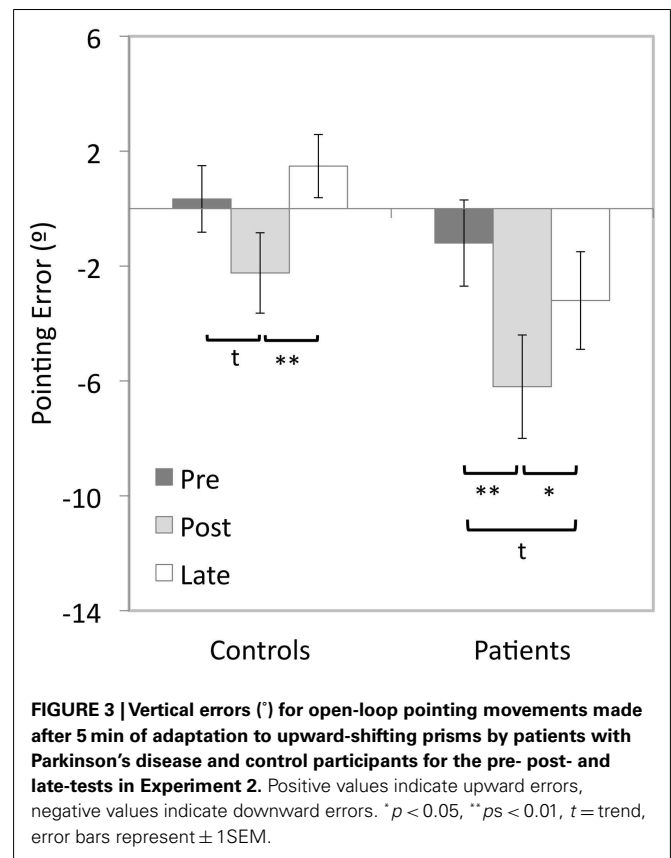 6
2
-2
-6
-10
-14
Pointing Error (º)
t
**
**
*
t
Pre
Post
Late
Controls
Patients
FIGURE 3 | Vertical errors (°) for open-loop pointing movements made
after 5 min of adaptation to upward-shifting prisms by patients with
Parkinson’s disease and control participants for the pre- post- and
late-tests in Experiment 2. Positive values indicate upward errors,
negative values indicate downward errors. *p < 0.05, **ps < 0.01, t = trend,
error bars represent ± 1SEM.